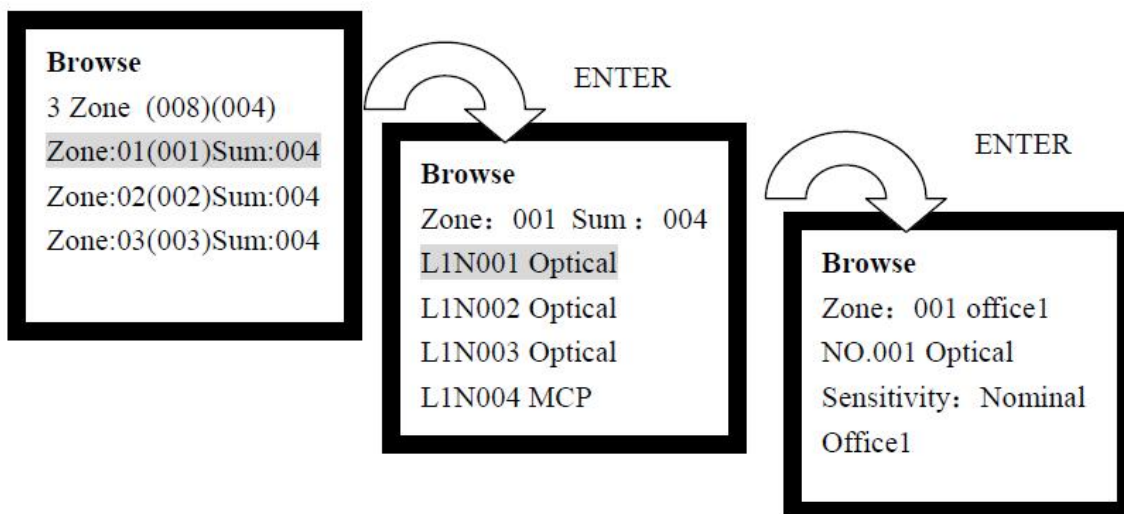 Browse
3 Zone (008)(004)
Zone:01(001)Sum:004
Zone:02(002)Sum:004
Zone:03(003)Sum:004
ENTER
Browse
Zone：001 Sum：004
L1N001 Optical
L1N002 Optical
L1N003 Optical
L1N004 MCP
ENTER
Browse
Zone：001 office1
NO.001 Optical
Sensitivity：Nominal
Office1